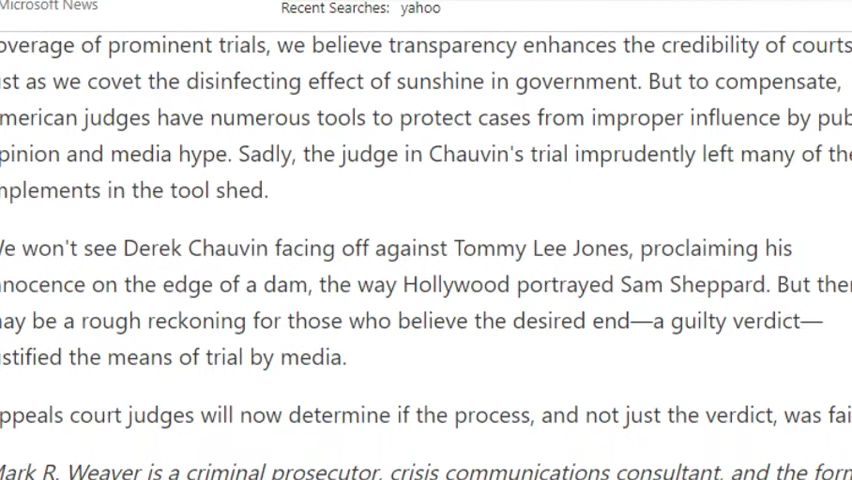 Microsoft News
Recent Searches: yahoo
overage of prominent trials, we believe transparency enhances the credibility of courts
st as we covet the disinfecting effect of sunshine in government. But to compensate,
merican judges have numerous tools to protect cases from improper influence by pub
pinion and media hype. Sadly, the judge in Chauvin's trial imprudently left many of the
mplements in the tool shed.
We won't see Derek Chauvin facing off against Tommy Lee Jones, proclaiming his
nnocence on the edge of a dam, the way Hollywood portrayed Sam Sheppard. But ther
may be a rough reckoning for those who believe the desired end—a guilty verdict—
stified the means of trial by media.
ppeals court judges will now determine if the process, and not just the verdict, was fai
Mark R. Weaver is a criminal prosecutor, crisis communications consultant, and the form